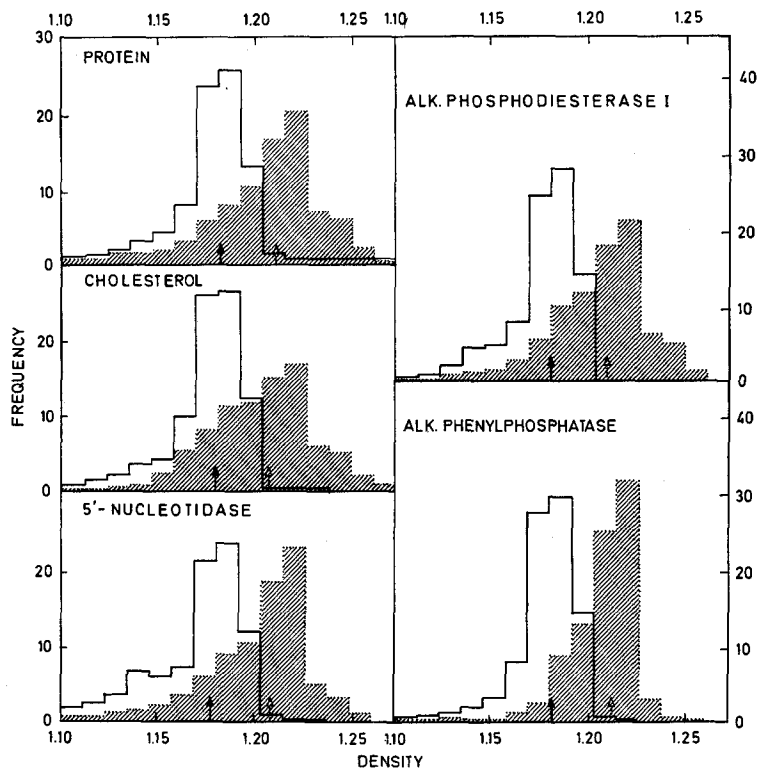 1.10 1.15 1.20 1.25 1.10 1.15 1.20 1.25
30
PROTEIN
20
10
0
CHOLESTEROL
20
10
0
5'-NUCLEOTIDASE
20
10
0
1.10 1.15 1.20 1.25
ALK. PHOSPHODIESTERASE I
40
30
20
10
0
ALK. PHENYLPHOSPHATASE
40
30
20
10
0
1.10 1.15 1.20 1.25
FREQUENCY
DENSITY